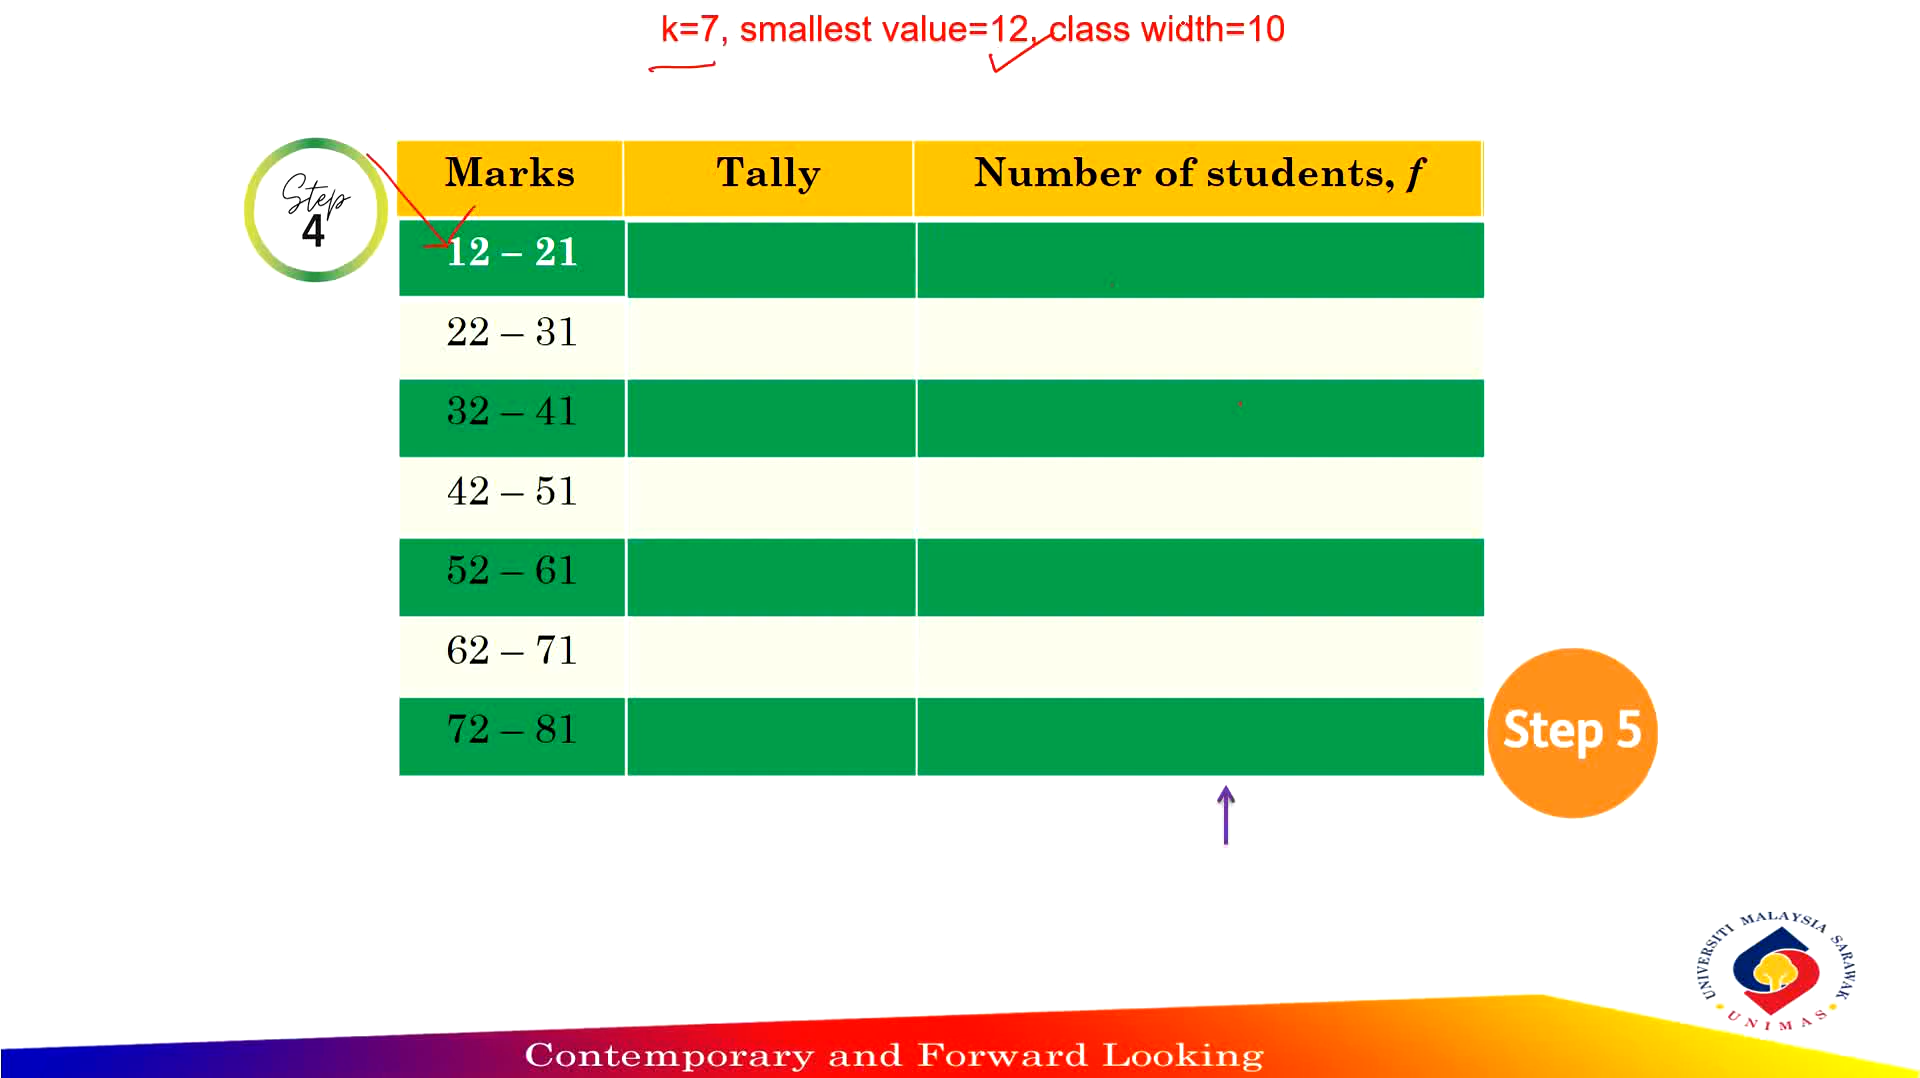 k=7, smallest value=12, class width=10
Step
4
Marks Tally Number of students, f
12 – 21
22 – 31
32 – 41
42 – 51
52 – 61
62 – 71
72 – 81
Step 5
UNIVERSITI MALAYSIA SARAWAK
UNIMAS
Contemporary and Forward Looking